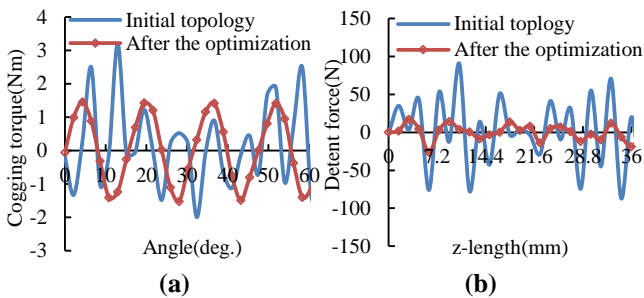 4
3
2
1
0
-1
-2
-3
Cogging torque(Nm)
Initial topology
After the optimization
0 10 20 30 40 50 60
Angle(deg.)
(a)
150
100
50
0
-50
-100
-150
Detent force(N)
Initial toplogy
After the optimization
0 7.2 14.4 21.6 28.8 36
z-length(mm)
(b)